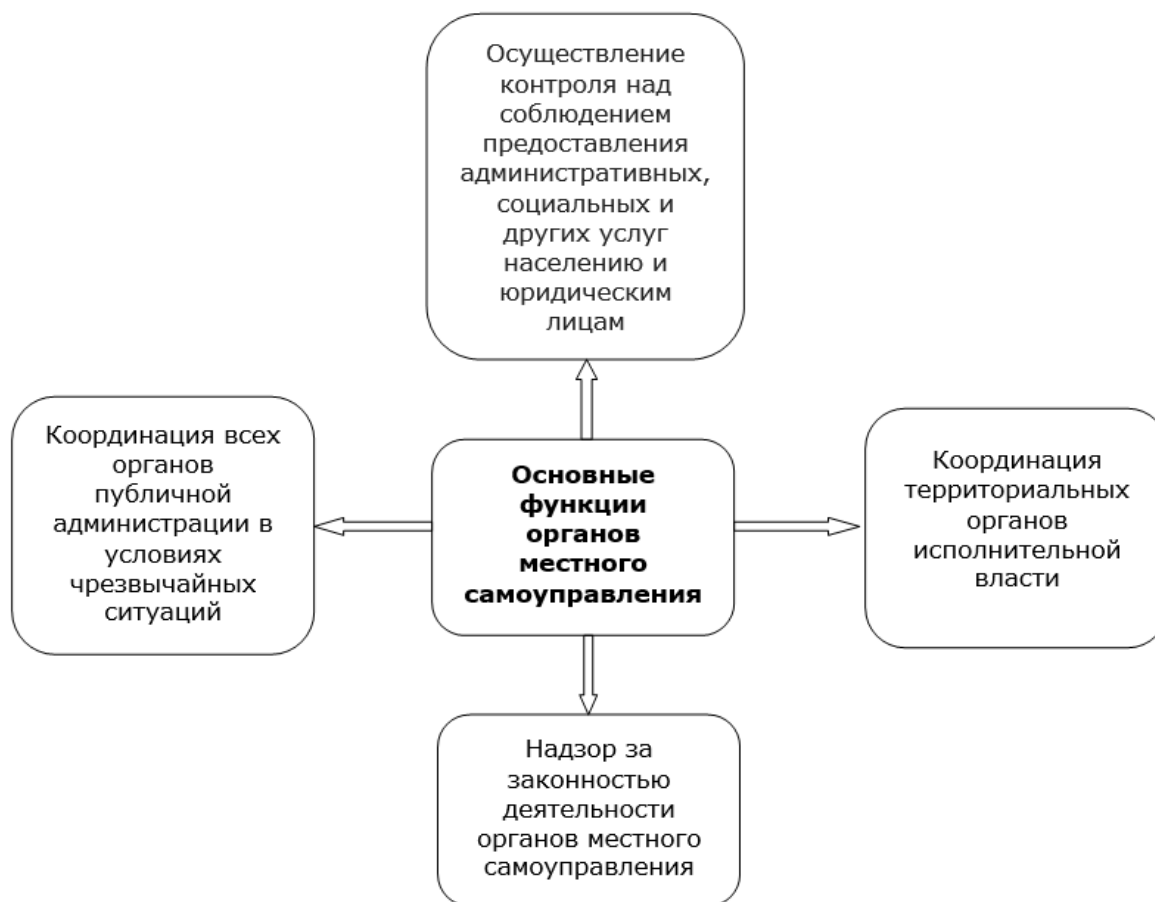 Осуществление
контроля над
соблюдением
предоставления
административных,
социальных и
других услуг
населению и
юридическим
лицам
Координация всех
органов
публичной
администрации в
условиях
чрезвычайных
ситуаций
Основные
функции
органов
местного
самоуправления
Координация
территориальных
органов
исполнительной
власти
Надзор за
законностью
деятельности
органов местного
самоуправления